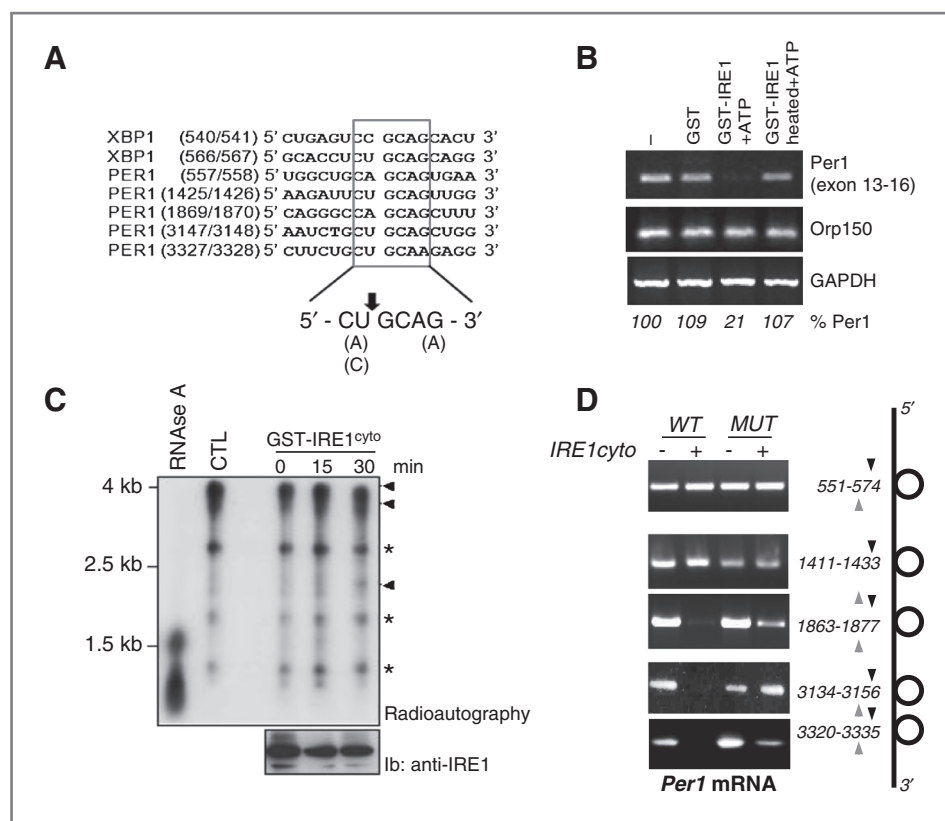 A
XBP1 (540/541) 5′ CUGAGUCC GCAGCACU 3′
XBP1 (566/567) 5′ GCACCUCU GCAGCAGG 3′
PER1 (557/558) 5′ UGGCUGCA GCAGUGAA 3′
PER1 (1425/1426) 5′ AAGAUUCU GCAGUUGG 3′
PER1 (1869/1870) 5′ CAGGGCCA GCAGCUUU 3′
PER1 (3147/3148) 5′ AAUCTGCU GCAGCUGG 3′
PER1 (3327/3328) 5′ CUUCUGCU GCAAGAGG 3′
5′ - CU GCAG - 3′
(A) (A)
(C)
B
–
GST
GST-IRE1
+ATP
GST-IRE1
heated+ATP
Per1
(exon 13-16)
Orp150
GAPDH
100 109 21 107 % Per1
C
RNAse A
CTL
GST-IRE1cyto
0 15 30 min
4 kb
2.5 kb
1.5 kb
*
*
*
Radioautography
Ib: anti-IRE1
D
WT MUT
IRE1cyto - + - +
5′
551-574
1411-1433
1863-1877
3134-3156
3320-3335
3′
Per1 mRNA